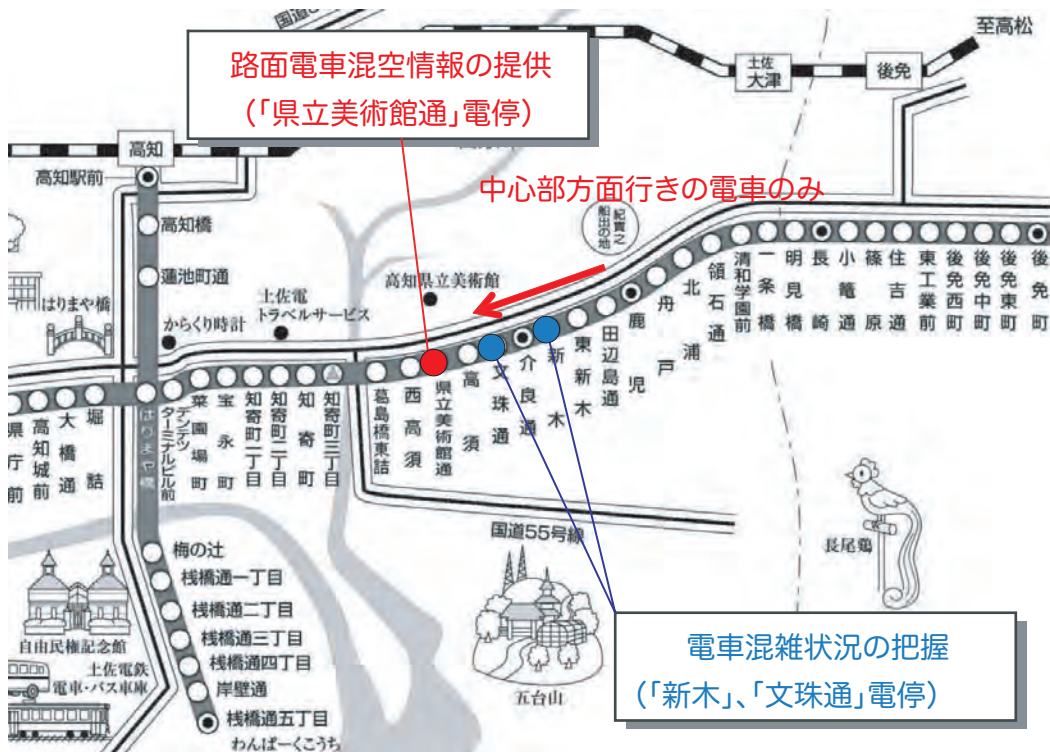 国道3
至高松
路面電車混空情報の提供
(「県立美術館通」電停)
土佐
大津
後免
高知
高知駅前
中心部方面行きの電車のみ
紀貫之
船出の地
高知橋
蓮池町通
はりまや橋
からくり時計
土佐電
トラベルサービス
高知県立美術館
県庁前
高知城前
大橋通
堀詰
はりまや橋
デンテツ
ターミナルビル前
菜園場町
宝永町
知寄町一丁目
知寄町二丁目
知寄町
知寄町三丁目
葛島橋東詰
西高須
県立美術館通
高須
文珠通
介良通
新木
東新木
田辺島通
鹿児
舟戸
北浦
領石通
清和学園前
一条橋
明見橋
長崎
小篭通
篠原
住吉通
東工業前
後免西町
後免中町
後免東町
後免町
国道55号線
長尾鶏
梅の辻
桟橋通一丁目
桟橋通二丁目
桟橋通三丁目
桟橋通四丁目
岸壁通
桟橋通五丁目
わんぱーくこうち
自由民権記念館
土佐電鉄
電車・バス車庫
五台山
電車混雑状況の把握
(「新木」、「文珠通」電停)